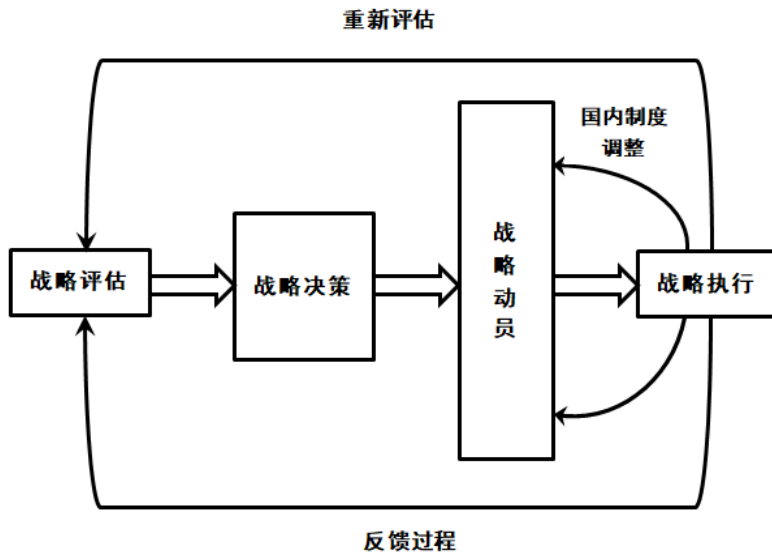 重新评估
国内制度
调整
战略评估
战略决策
战略动员
战略执行
反馈过程